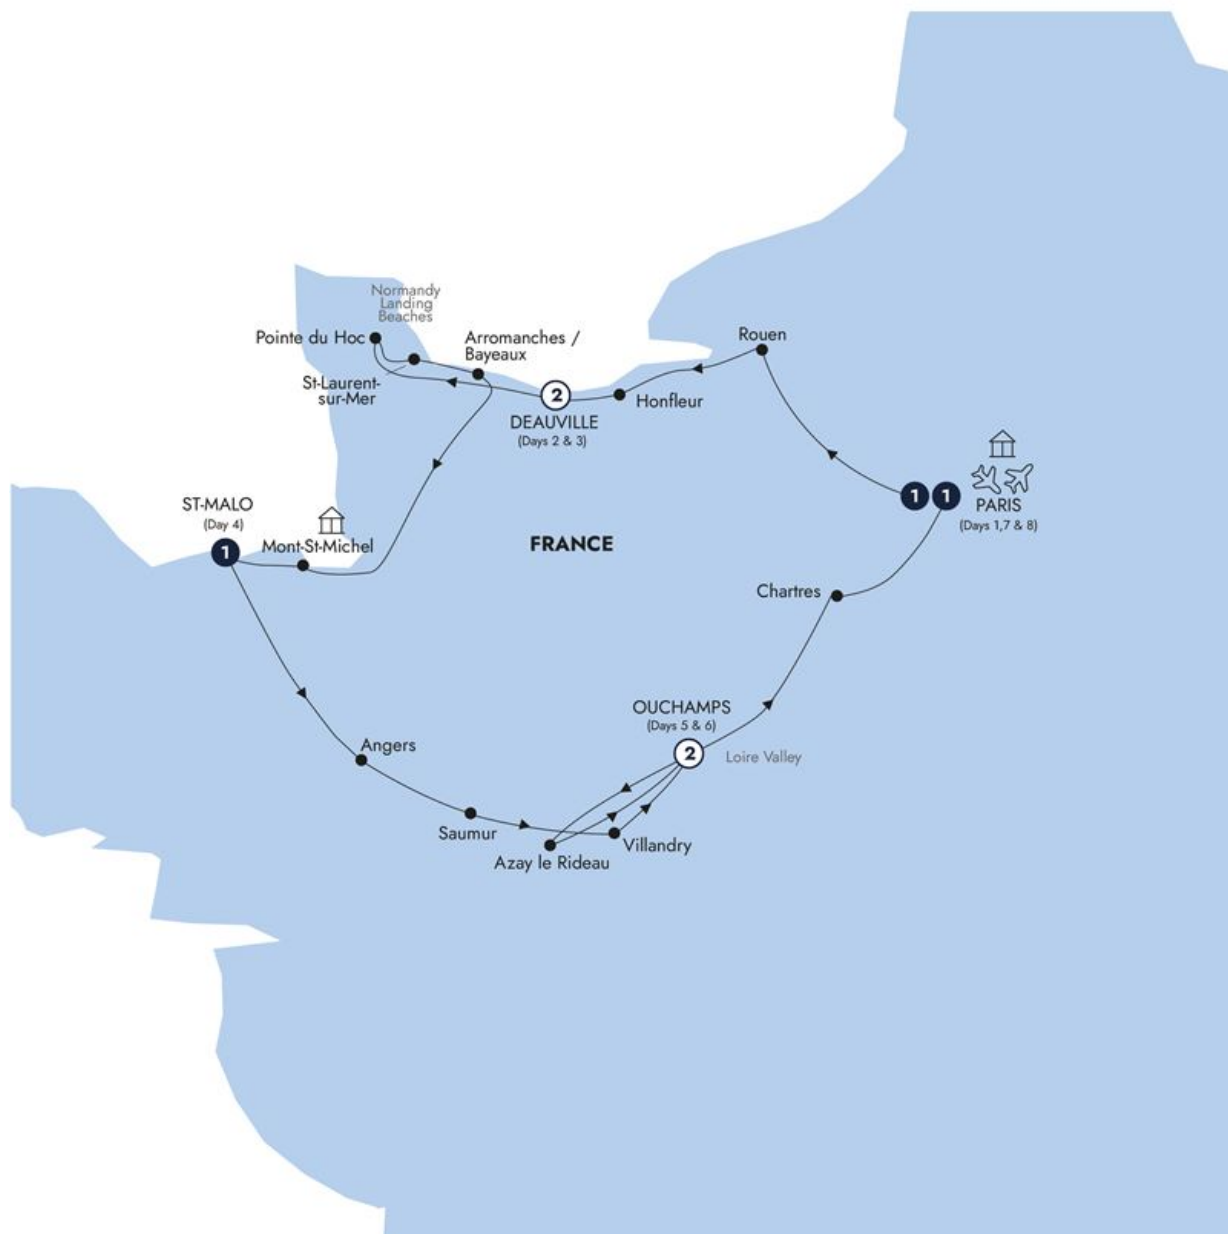 Normandy
Landing
Beaches
Pointe du Hoc
Arromanches /
Bayeaux
St-Laurent-
sur-Mer
Rouen
2
DEAUVILLE
(Days 2 & 3)
Honfleur
1 1
PARIS
(Days 1,7 & 8)
ST-MALO
(Day 4)
1
Mont-St-Michel
FRANCE
Chartres
OUCHAMPS
(Days 5 & 6)
2
Loire Valley
Angers
Saumur
Villandry
Azay le Rideau